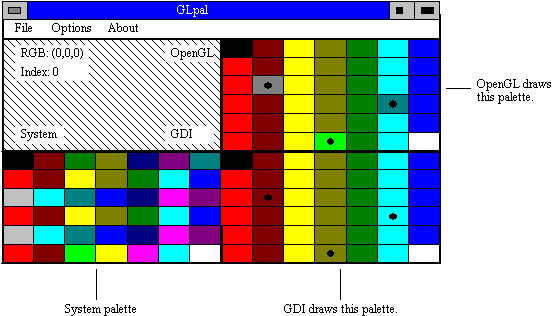 GLpal
File Options About
RGB: (0,0,0) OpenGL
Index: 0
OpenGL draws
this palette.
System GDI
System palette GDI draws this palette.